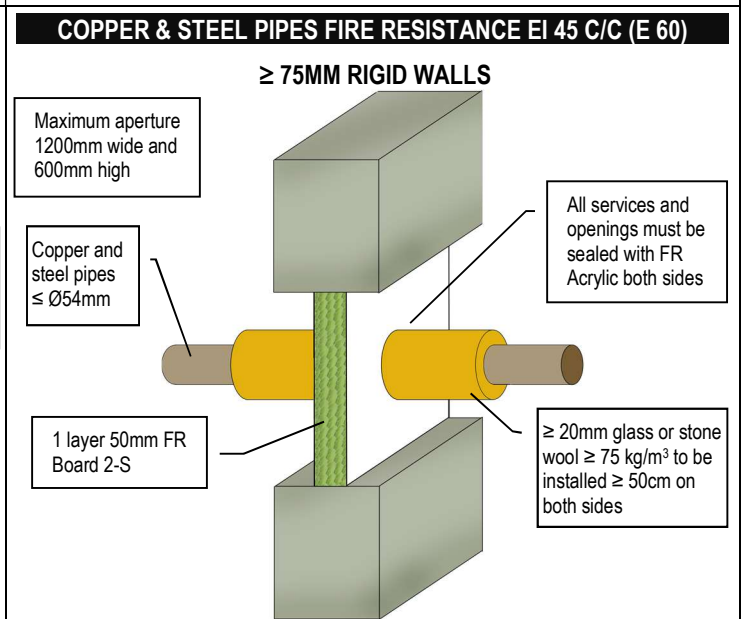 COPPER & STEEL PIPES FIRE RESISTANCE EI 45 C/C (E 60)
≥ 75MM RIGID WALLS
Maximum aperture
1200mm wide and
600mm high
All services and
openings must be
sealed with FR
Acrylic both sides
Copper and
steel pipes
≤ Ø54mm
1 layer 50mm FR
Board 2-S
≥ 20mm glass or stone
wool ≥ 75 kg/m³ to be
installed ≥ 50cm on
both sides